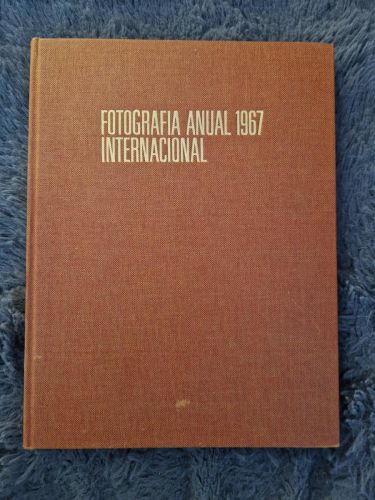 FOTOGRAFIA ANUAL 1967
INTERNACIONAL